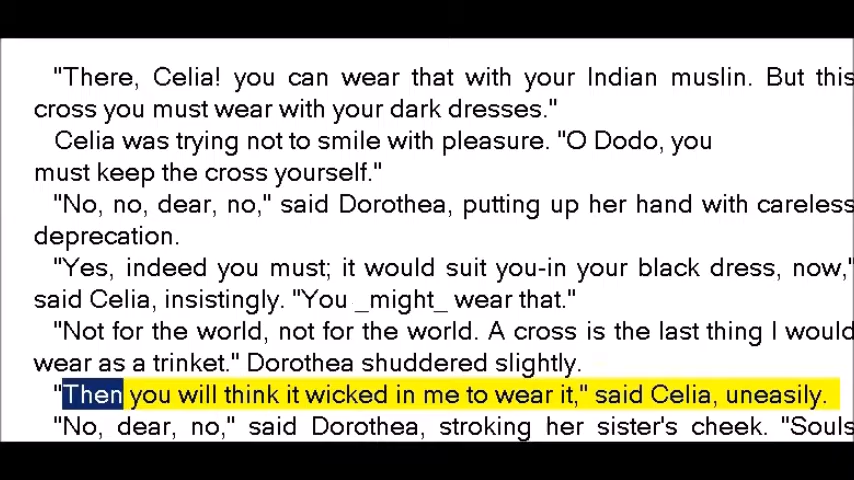 "There, Celia! you can wear that with your Indian muslin. But this
cross you must wear with your dark dresses."
Celia was trying not to smile with pleasure. "O Dodo, you
must keep the cross yourself."
"No, no, dear, no," said Dorothea, putting up her hand with careless
deprecation.
"Yes, indeed you must; it would suit you-in your black dress, now,"
said Celia, insistingly. "You _might_ wear that."
"Not for the world, not for the world. A cross is the last thing I would
wear as a trinket." Dorothea shuddered slightly.
"Then you will think it wicked in me to wear it," said Celia, uneasily.
"No, dear, no," said Dorothea, stroking her sister's cheek. "Souls